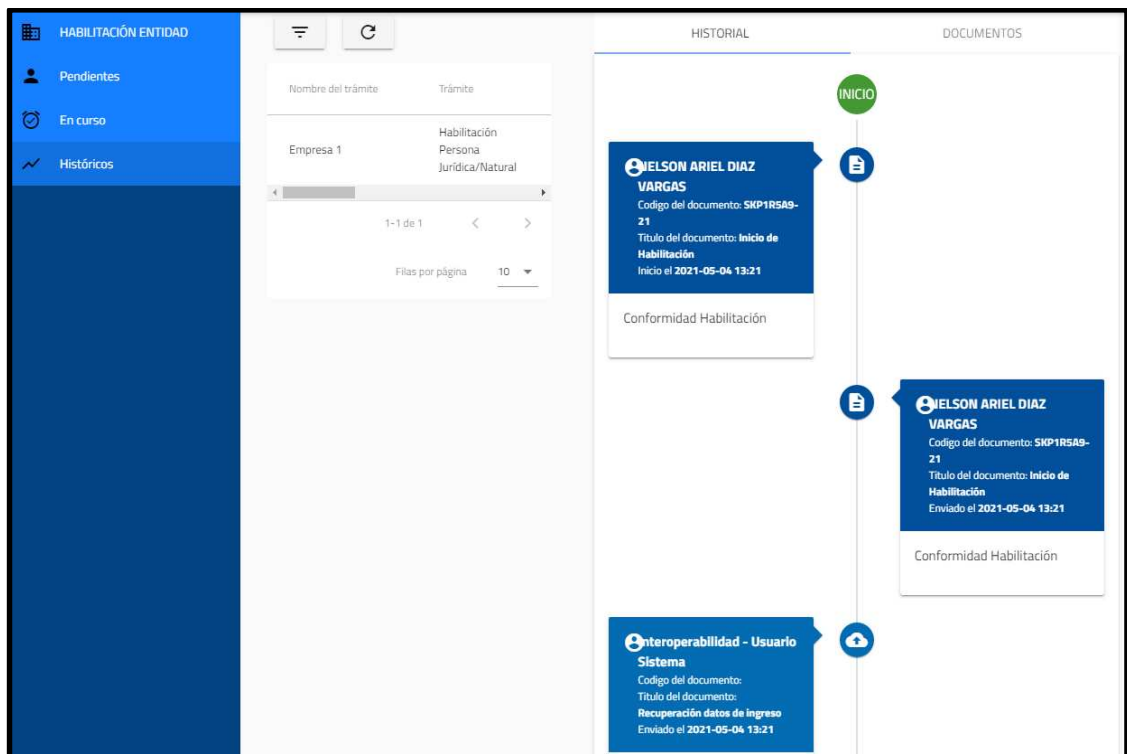 HABILITACIÓN ENTIDAD
Pendientes
En curso
Históricos
Nombre del trámite Trámite
Empresa 1
Habilitación
Persona
Jurídica/Natural
1-1 de 1
Filas por página 10
HISTORIAL DOCUMENTOS
INICIO
NELSON ARIEL DIAZ
VARGAS
Codigo del documento: SKP1R5A9-
21
Titulo del documento: Inicio de
Habilitación
Inicio el 2021-05-04 13:21
Conformidad Habilitación
NELSON ARIEL DIAZ
VARGAS
Codigo del documento: SKP1R5A9-
21
Titulo del documento: Inicio de
Habilitación
Enviado el 2021-05-04 13:21
Conformidad Habilitación
Interoperabilidad - Usuario
Sistema
Codigo del documento:
Titulo del documento:
Recuperación datos de ingreso
Enviado el 2021-05-04 13:21